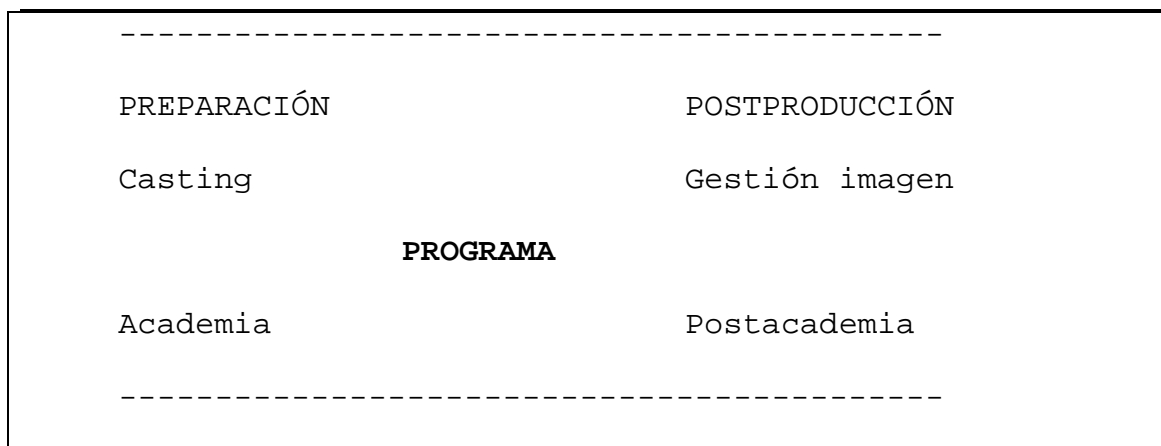 -------------------------------------------
PREPARACIÓN POSTPRODUCCIÓN
Casting Gestión imagen
PROGRAMA
Academia Postacademia
-------------------------------------------